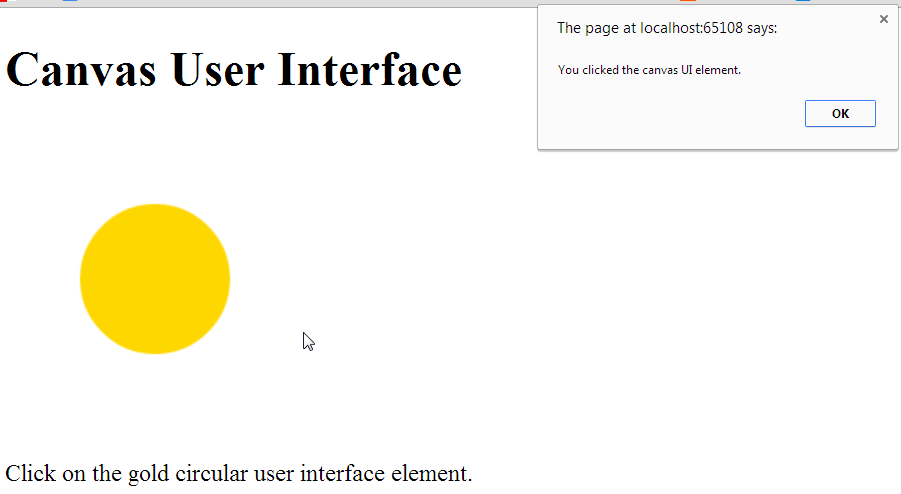 Canvas User Interface
The page at localhost:65108 says:
You clicked the canvas UI element.
OK
Click on the gold circular user interface element.